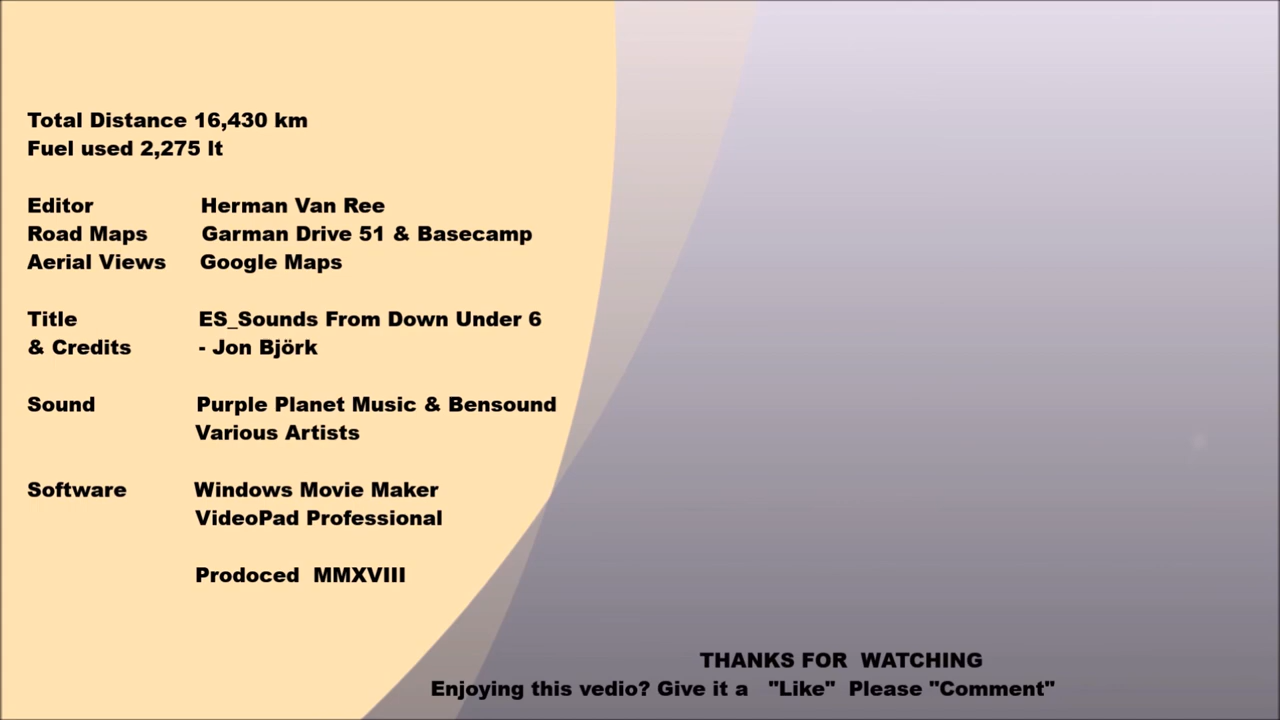 Total Distance 16,430 km
Fuel used 2,275 lt
Editor Herman Van Ree
Road Maps Garman Drive 51 & Basecamp
Aerial Views Google Maps
Title ES_Sounds From Down Under 6
& Credits - Jon Björk
Sound Purple Planet Music & Bensound
Various Artists
Software Windows Movie Maker
VideoPad Professional
Prodoced MMXVIII
THANKS FOR WATCHING
Enjoying this vedio? Give it a "Like" Please "Comment"